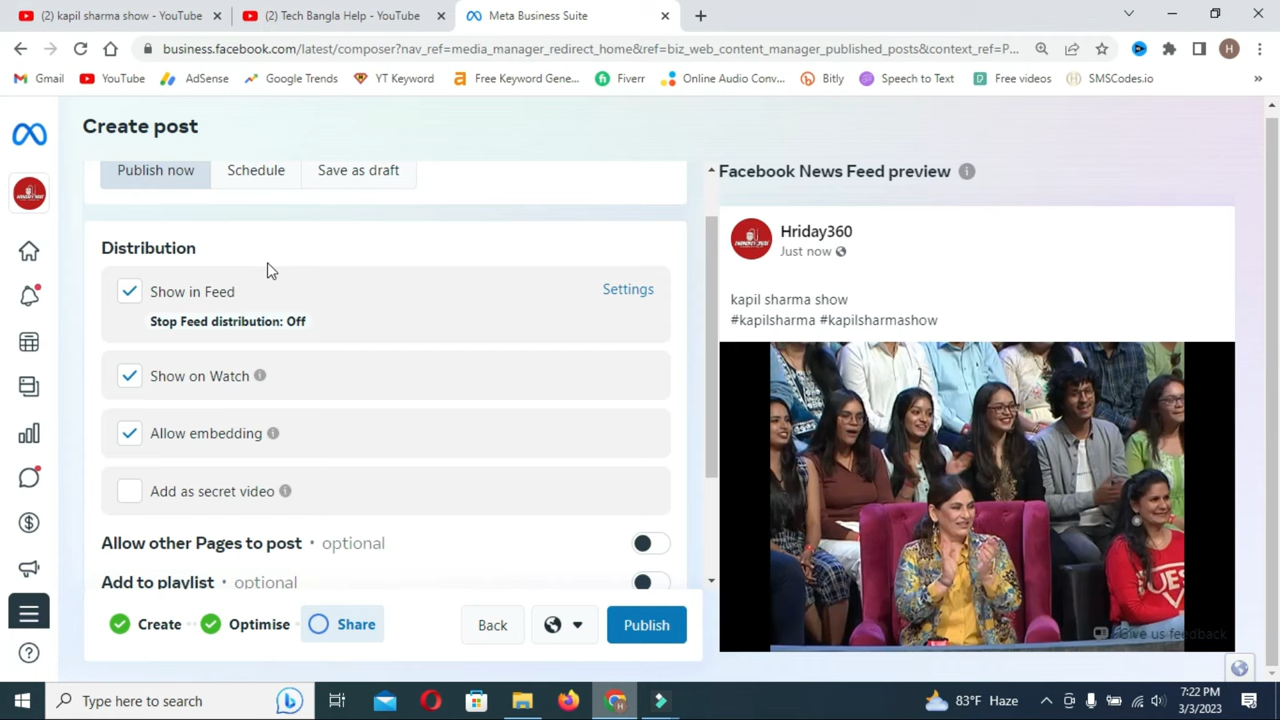 (2) kapil sharma show - YouTube
(2) Tech Bangla Help - YouTube
Meta Business Suite
business.facebook.com/latest/composer?nav_ref=media_manager_redirect_home&ref=biz_web_content_manager_published_posts&context_ref=P...
H
Gmail
YouTube
AdSense
Google Trends
YT Keyword
Free Keyword Gene...
Fiverr
Online Audio Conv...
Bitly
Speech to Text
Free videos
SMSCodes.io
»
Create post
Publish now
Schedule
Save as draft
Distribution
Show in Feed
Settings
Stop Feed distribution: Off
Show on Watch
Allow embedding
Add as secret video
Allow other Pages to post • optional
Add to playlist • optional
Create
Optimise
Share
Back
Publish
Facebook News Feed preview
Hriday360
Just now
kapil sharma show
#kapilsharma #kapilsharmashow
Give us feedback
Type here to search
83°F Haze
7:22 PM
3/3/2023